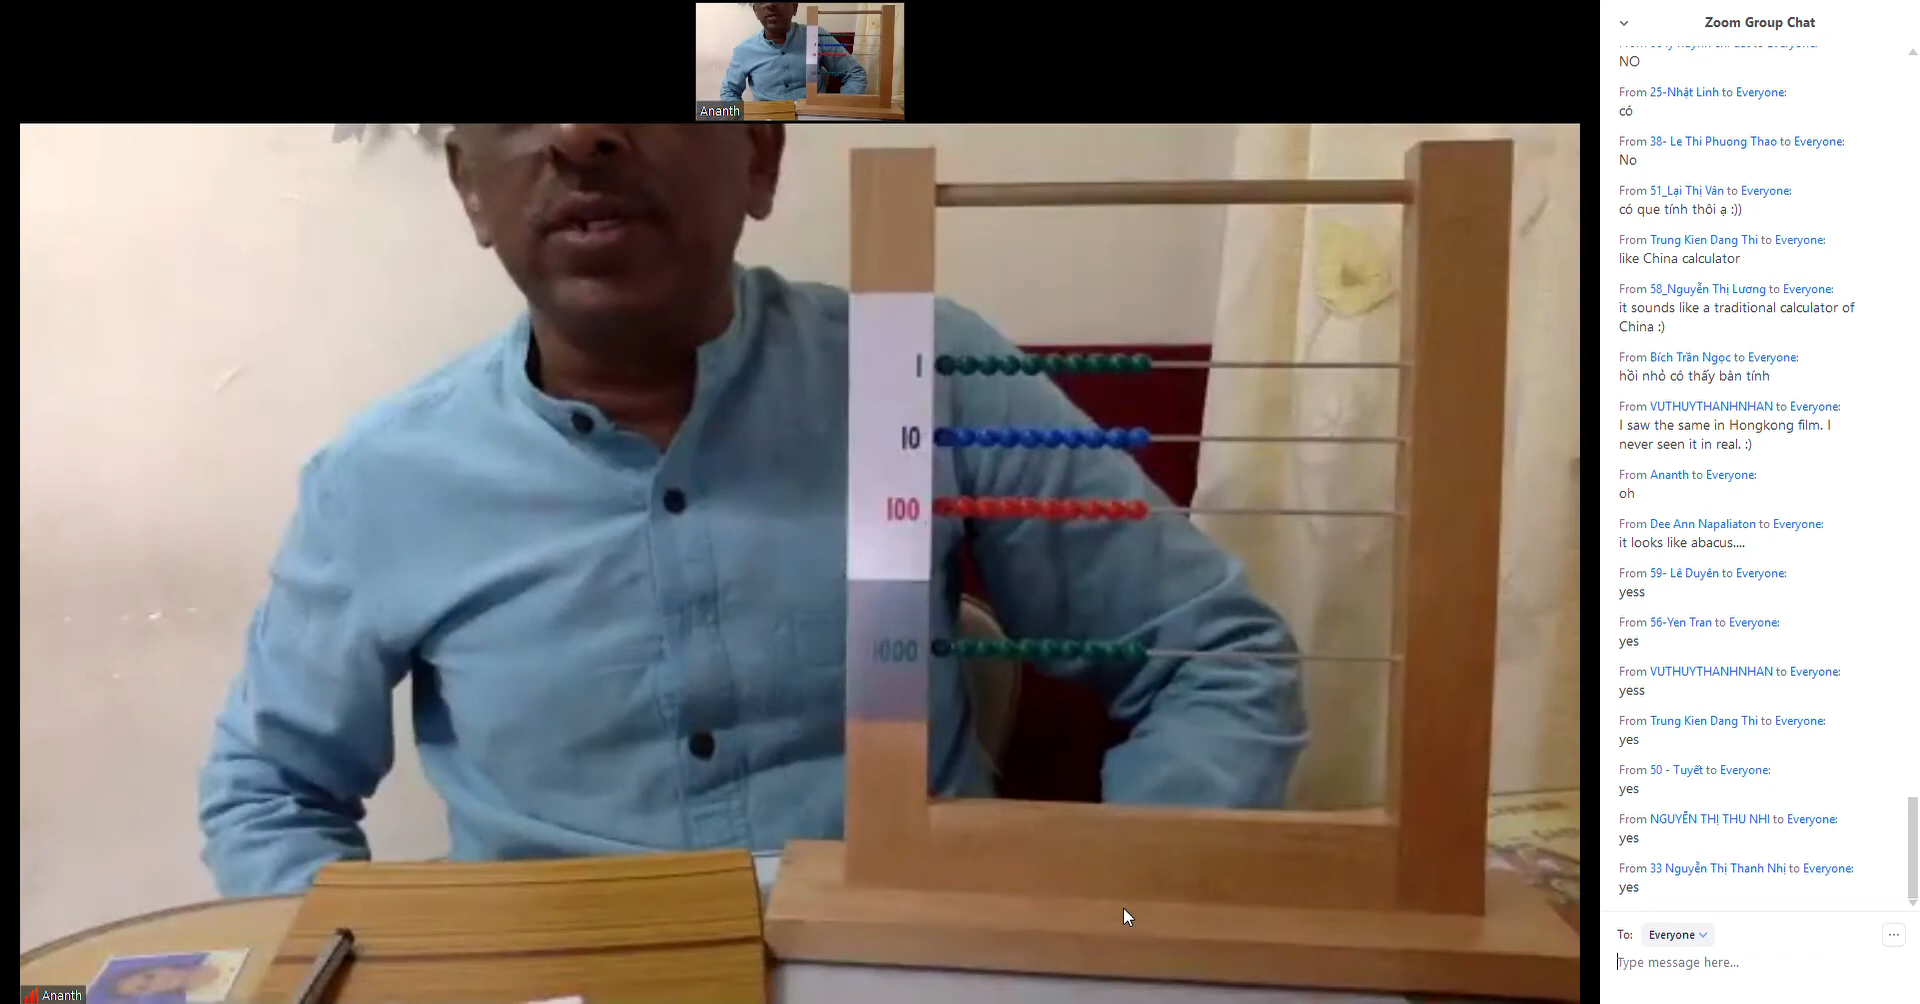 Ananth
1
10
100
1000
Ananth
Zoom Group Chat
NO
From 25-Nhật Linh to Everyone:
có
From 38- Le Thi Phuong Thao to Everyone:
No
From 51_Lại Thị Vân to Everyone:
có que tính thôi ạ :))
From Trung Kien Dang Thi to Everyone:
like China calculator
From 58_Nguyễn Thị Lương to Everyone:
it sounds like a traditional calculator of
China :)
From Bích Trần Ngọc to Everyone:
hồi nhỏ có thấy bàn tính
From VUTHUYTHANHNHAN to Everyone:
I saw the same in Hongkong film. I
never seen it in real. :)
From Ananth to Everyone:
oh
From Dee Ann Napaliaton to Everyone:
it looks like abacus....
From 59- Lê Duyên to Everyone:
yess
From 56-Yen Tran to Everyone:
yes
From VUTHUYTHANHNHAN to Everyone:
yess
From Trung Kien Dang Thi to Everyone:
yes
From 50 - Tuyết to Everyone:
yes
From NGUYỄN THỊ THU NHI to Everyone:
yes
From 33 Nguyễn Thị Thanh Nhị to Everyone:
yes
To: Everyone
Type message here...